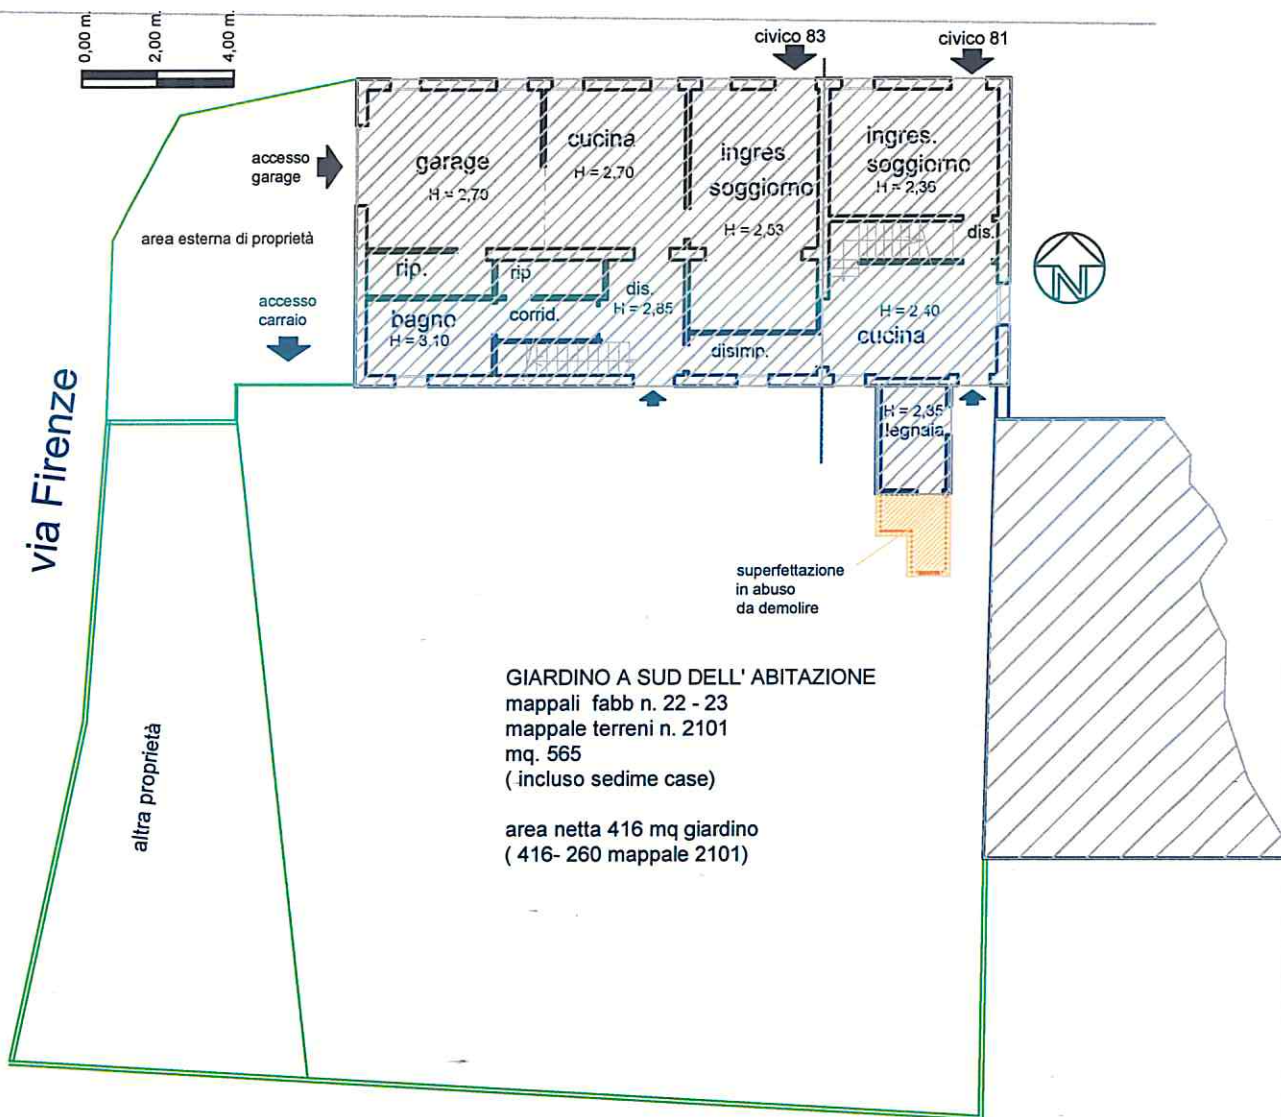 0,00 m.
2,00 m.
4,00 m.
civico 83
civico 81
accesso
garage
garage
H = 2,70
cucina
H = 2,70
ingres.
soggiorno
H = 2,53
ingres.
soggiorno
H = 2,36
area esterna di proprietà
dis.
rip.
rip
dis.
H = 2,85
N
accesso
carraio
bagno
H = 3,10
corrid.
disimp.
H = 2,40
cucina
H = 2,35
legnaia
via Firenze
superfettazione
in abuso
da demolire
GIARDINO A SUD DELL' ABITAZIONE
mappali fabb n. 22 - 23
mappale terreni n. 2101
mq. 565
( incluso sedime case)
area netta 416 mq giardino
( 416- 260 mappale 2101)
altra proprietà